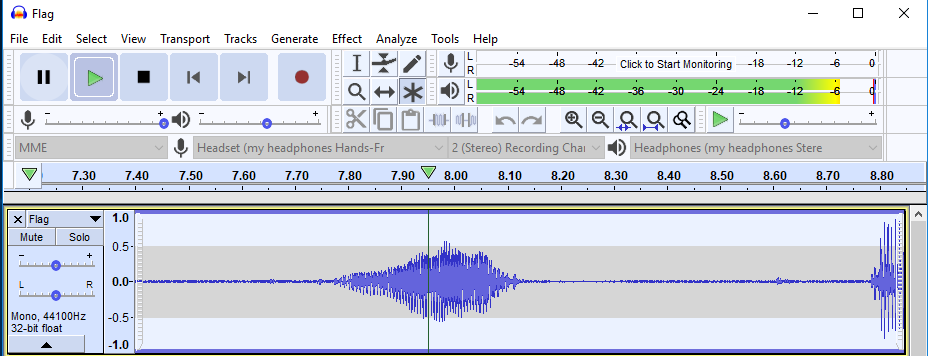 Flag
File Edit Select View Transport Tracks Generate Effect Analyze Tools Help
L
R
-54 -48 -42 Click to Start Monitoring -18 -12 -6 0
L
R
-54 -48 -42 -36 -30 -24 -18 -12 -6 0
- +
- +
- +
MME Headset (my headphones Hands-Fr 2 (Stereo) Recording Chai Headphones (my headphones Stere
7.30 7.40 7.50 7.60 7.70 7.80 7.90 8.00 8.10 8.20 8.30 8.40 8.50 8.60 8.70 8.80
× Flag 1.0
Mute Solo
- + 0.5
L R 0.0
Mono, 44100Hz -0.5
32-bit float
-1.0